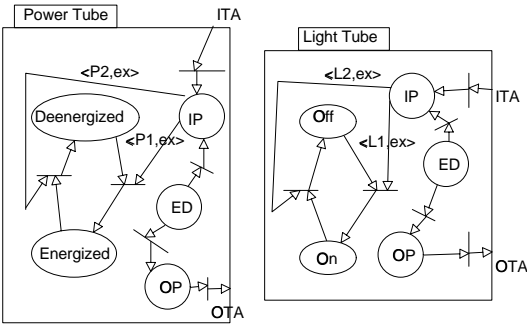 Power Tube
ITA
<P2,ex>
Deenergized
IP
<P1,ex>
ED
Energized
OP
OTA
Light Tube
<L2,ex>
IP
ITA
Off
<L1,ex>
ED
On
OP
OTA